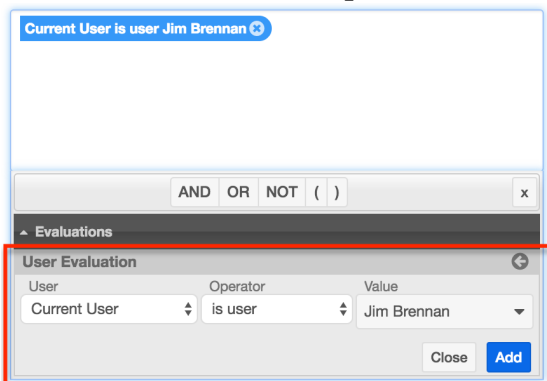 Current User is user Jim Brennan
AND OR NOT ( ) x
Evaluations
User Evaluation
User Operator Value
Current User is user Jim Brennan
Close Add